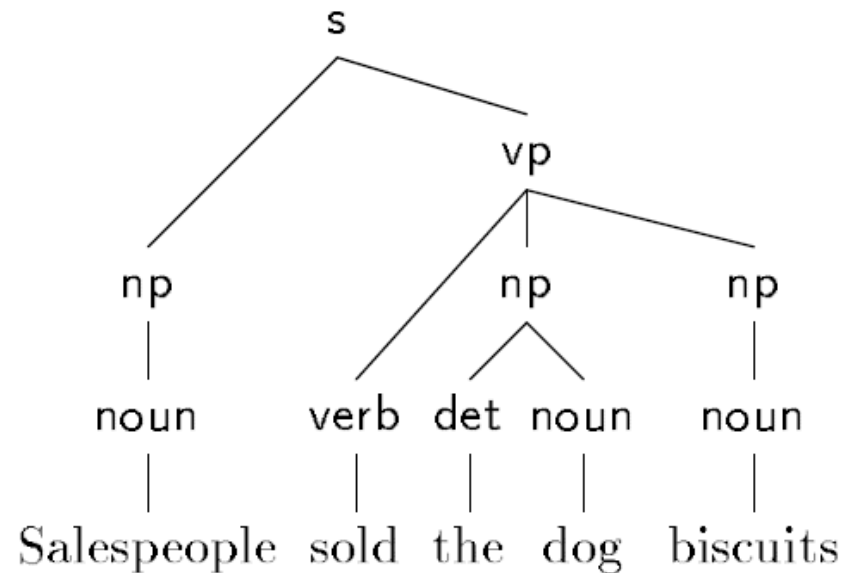 s
vp
np np np
noun verb det noun noun
Salespeople sold the dog biscuits